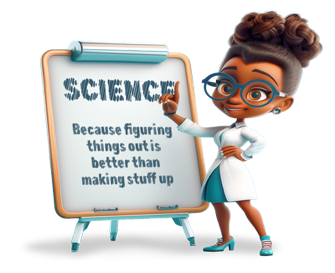 SCIENCE
Because figuring
things out is
better than
making stuff up